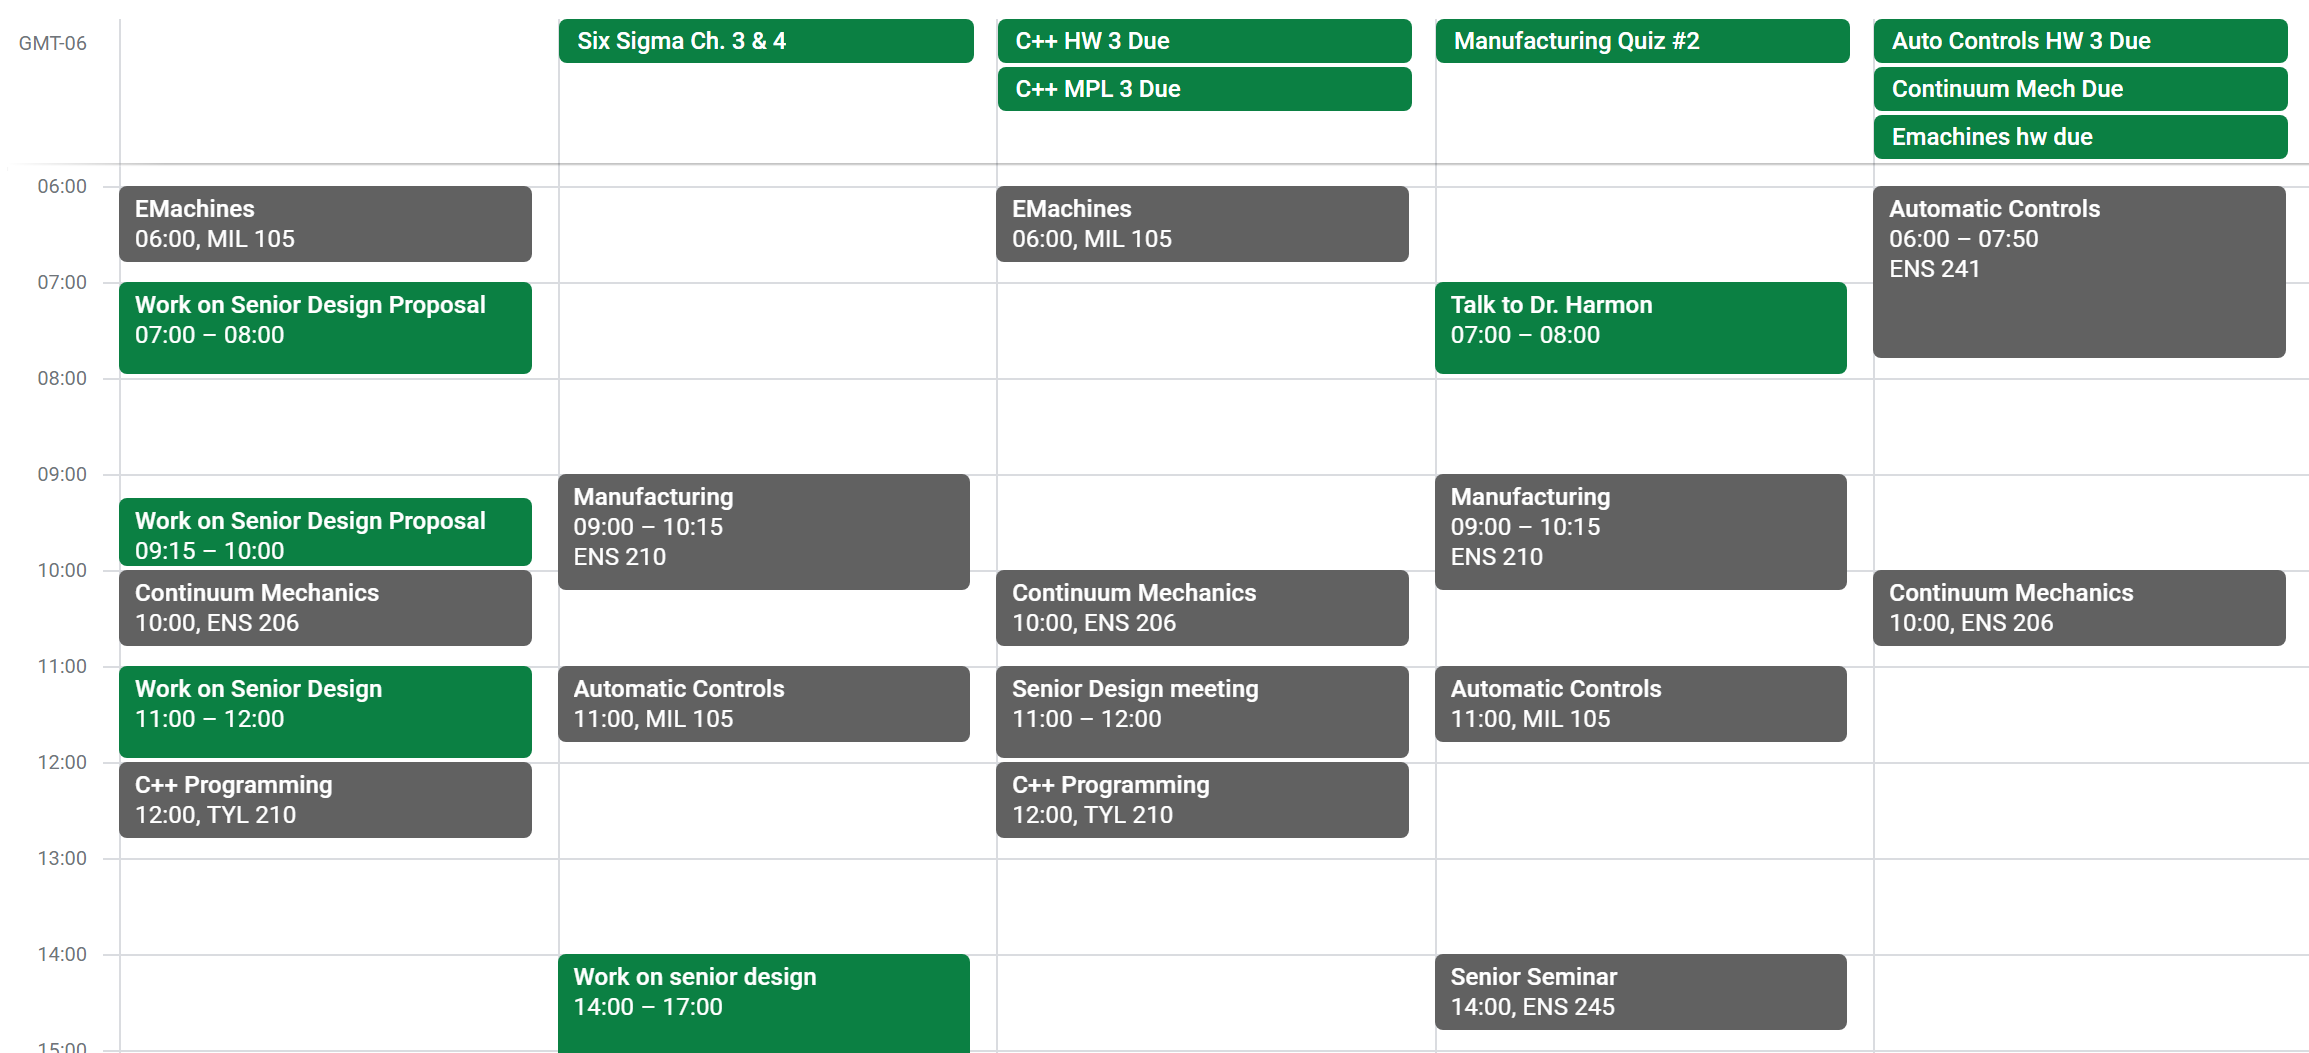 GMT-06
Six Sigma Ch. 3 & 4
C++ HW 3 Due
C++ MPL 3 Due
Manufacturing Quiz #2
Auto Controls HW 3 Due
Continuum Mech Due
Emachines hw due
06:00
07:00
08:00
09:00
10:00
11:00
12:00
13:00
14:00
15:00
EMachines
06:00, MIL 105
Work on Senior Design Proposal
07:00 – 08:00
Work on Senior Design Proposal
09:15 – 10:00
Continuum Mechanics
10:00, ENS 206
Work on Senior Design
11:00 – 12:00
C++ Programming
12:00, TYL 210
Manufacturing
09:00 – 10:15
ENS 210
Automatic Controls
11:00, MIL 105
Work on senior design
14:00 – 17:00
EMachines
06:00, MIL 105
Continuum Mechanics
10:00, ENS 206
Senior Design meeting
11:00 – 12:00
C++ Programming
12:00, TYL 210
Talk to Dr. Harmon
07:00 – 08:00
Manufacturing
09:00 – 10:15
ENS 210
Automatic Controls
11:00, MIL 105
Senior Seminar
14:00, ENS 245
Automatic Controls
06:00 – 07:50
ENS 241
Continuum Mechanics
10:00, ENS 206